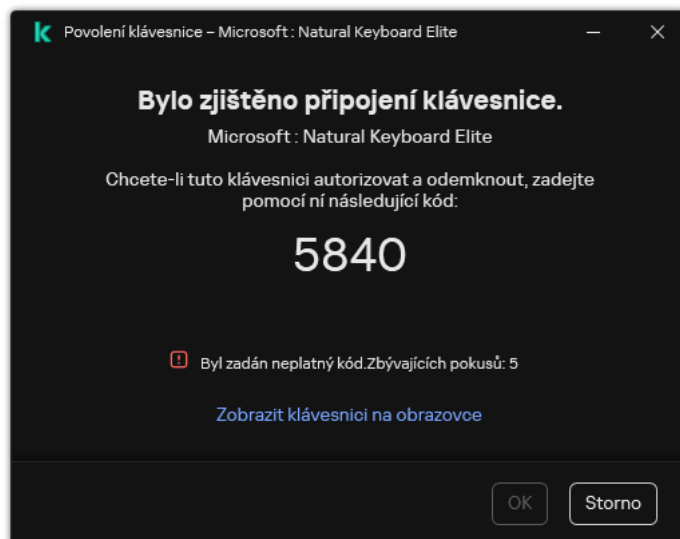 Povolení klávesnice – Microsoft: Natural Keyboard Elite
Bylo zjištěno připojení klávesnice.
Microsoft: Natural Keyboard Elite
Chcete-li tuto klávesnici autorizovat a odemknout, zadejte
pomocí ní následující kód:
5840
Byl zadán neplatný kód.Zbývajících pokusů: 5
Zobrazit klávesnici na obrazovce
OK Storno